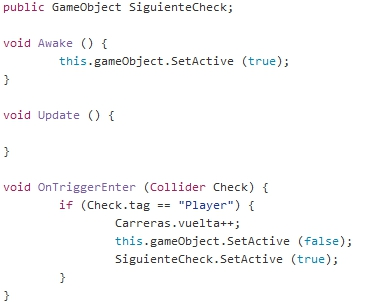 public GameObject SiguienteCheck;
void Awake () {
this.gameObject.SetActive (true);
}
void Update () {
}
void OnTriggerEnter (Collider Check) {
if (Check.tag == "Player") {
Carreras.vuelta++;
this.gameObject.SetActive (false);
SiguienteCheck.SetActive (true);
}
}